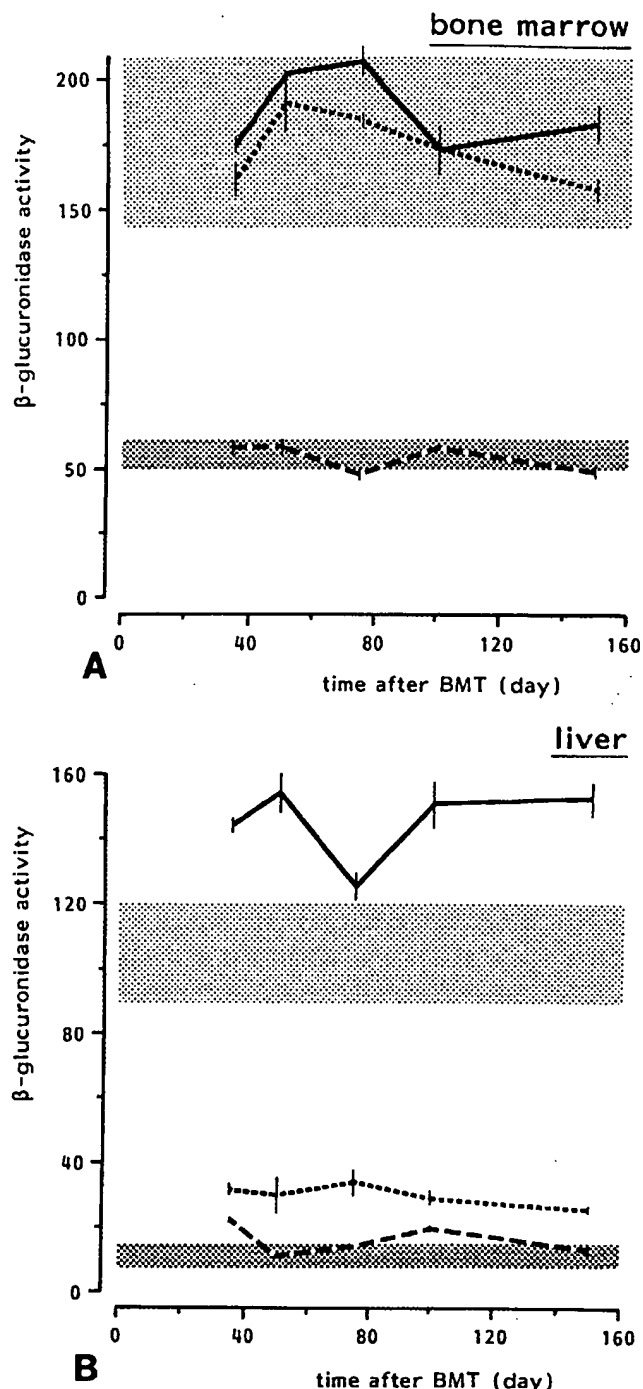 bone marrow
β-glucuronidase activity
200
150
100
50
0
0 40 80 120 160
A
time after BMT (day)
liver
β-glucuronidase activity
160
120
80
40
0
0 40 80 120 160
B
time after BMT (day)